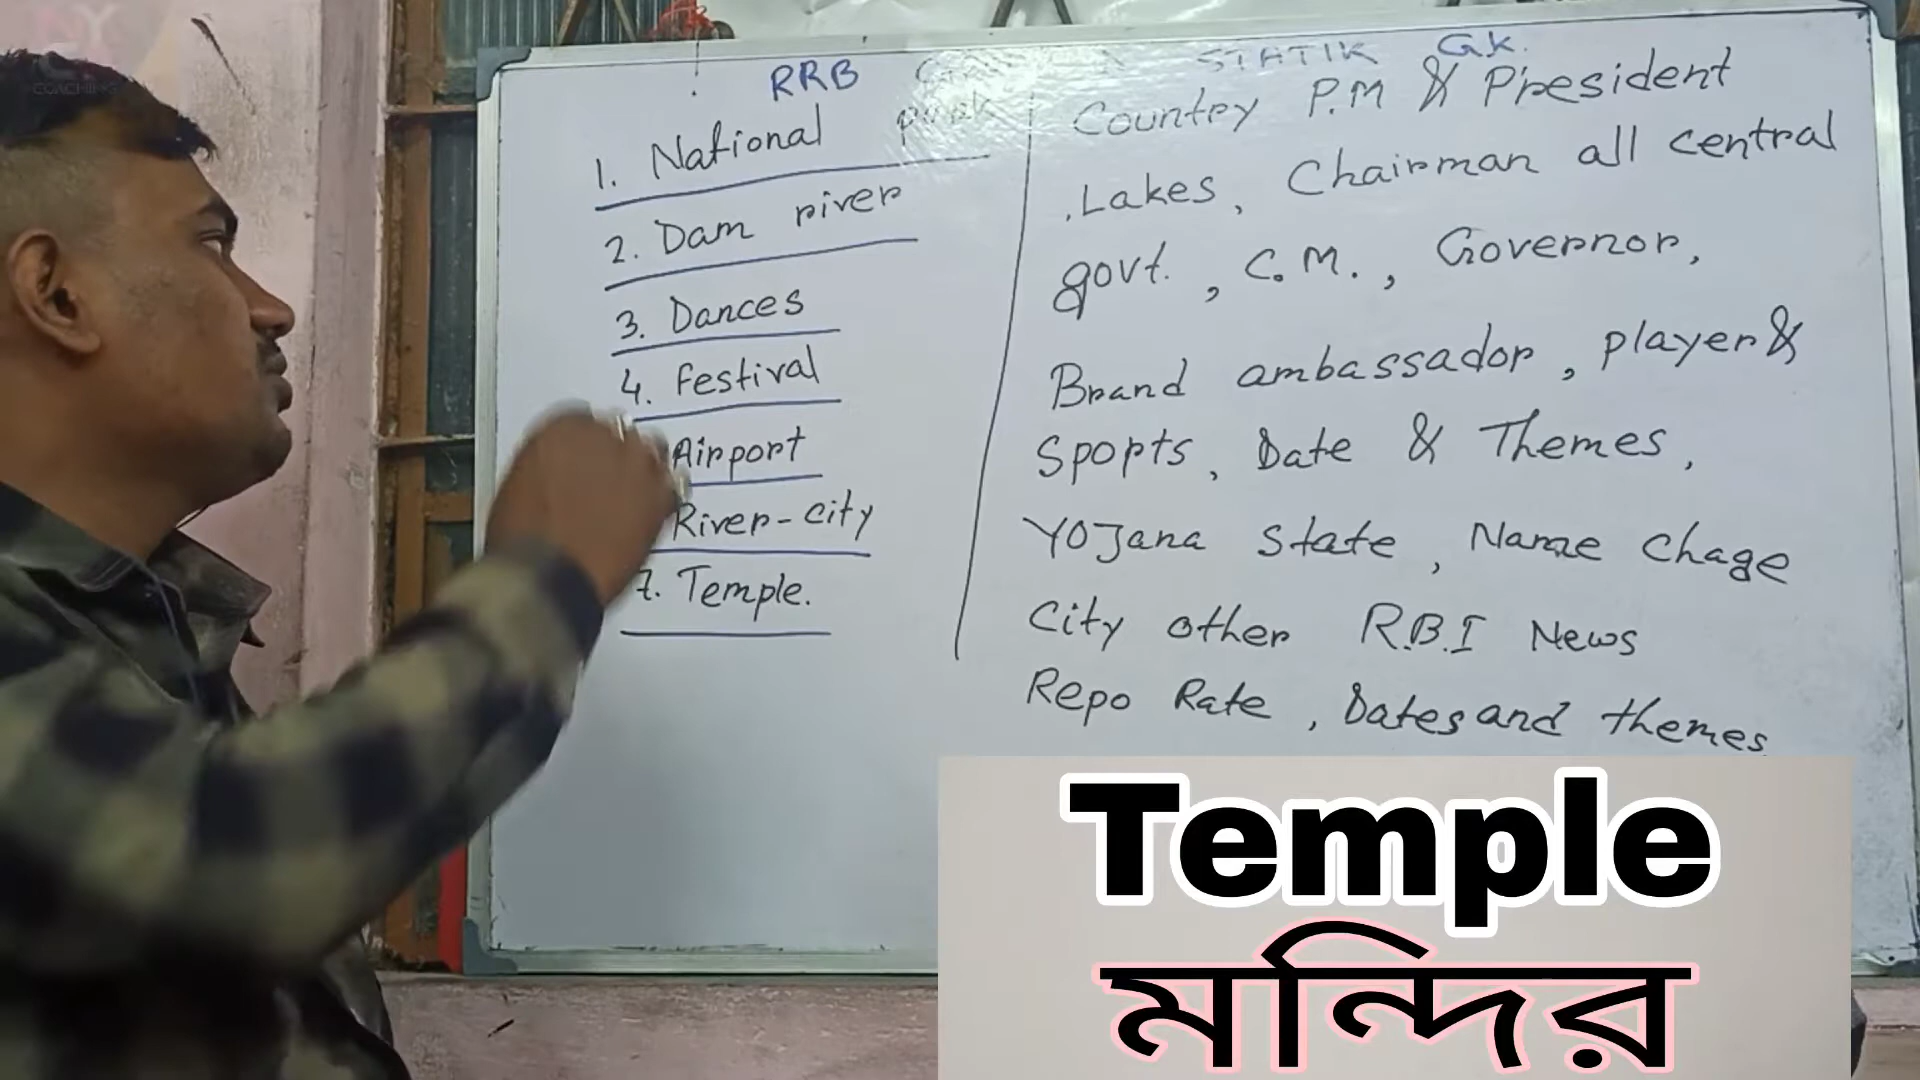 COACHING
RRB STATIK GK.
1. National park
2. Dam river
3. Dances
4. Festival
Airport
River-city
7. Temple.
Country P.M & President
.Lakes, Chairman all central
govt., C.M., Governor,
Brand ambassador, player &
Sports, Date & Themes,
YOJana State, Name Chage
City other R.B.I News
Repo Rate, Dates and themes
Temple
মন্দির